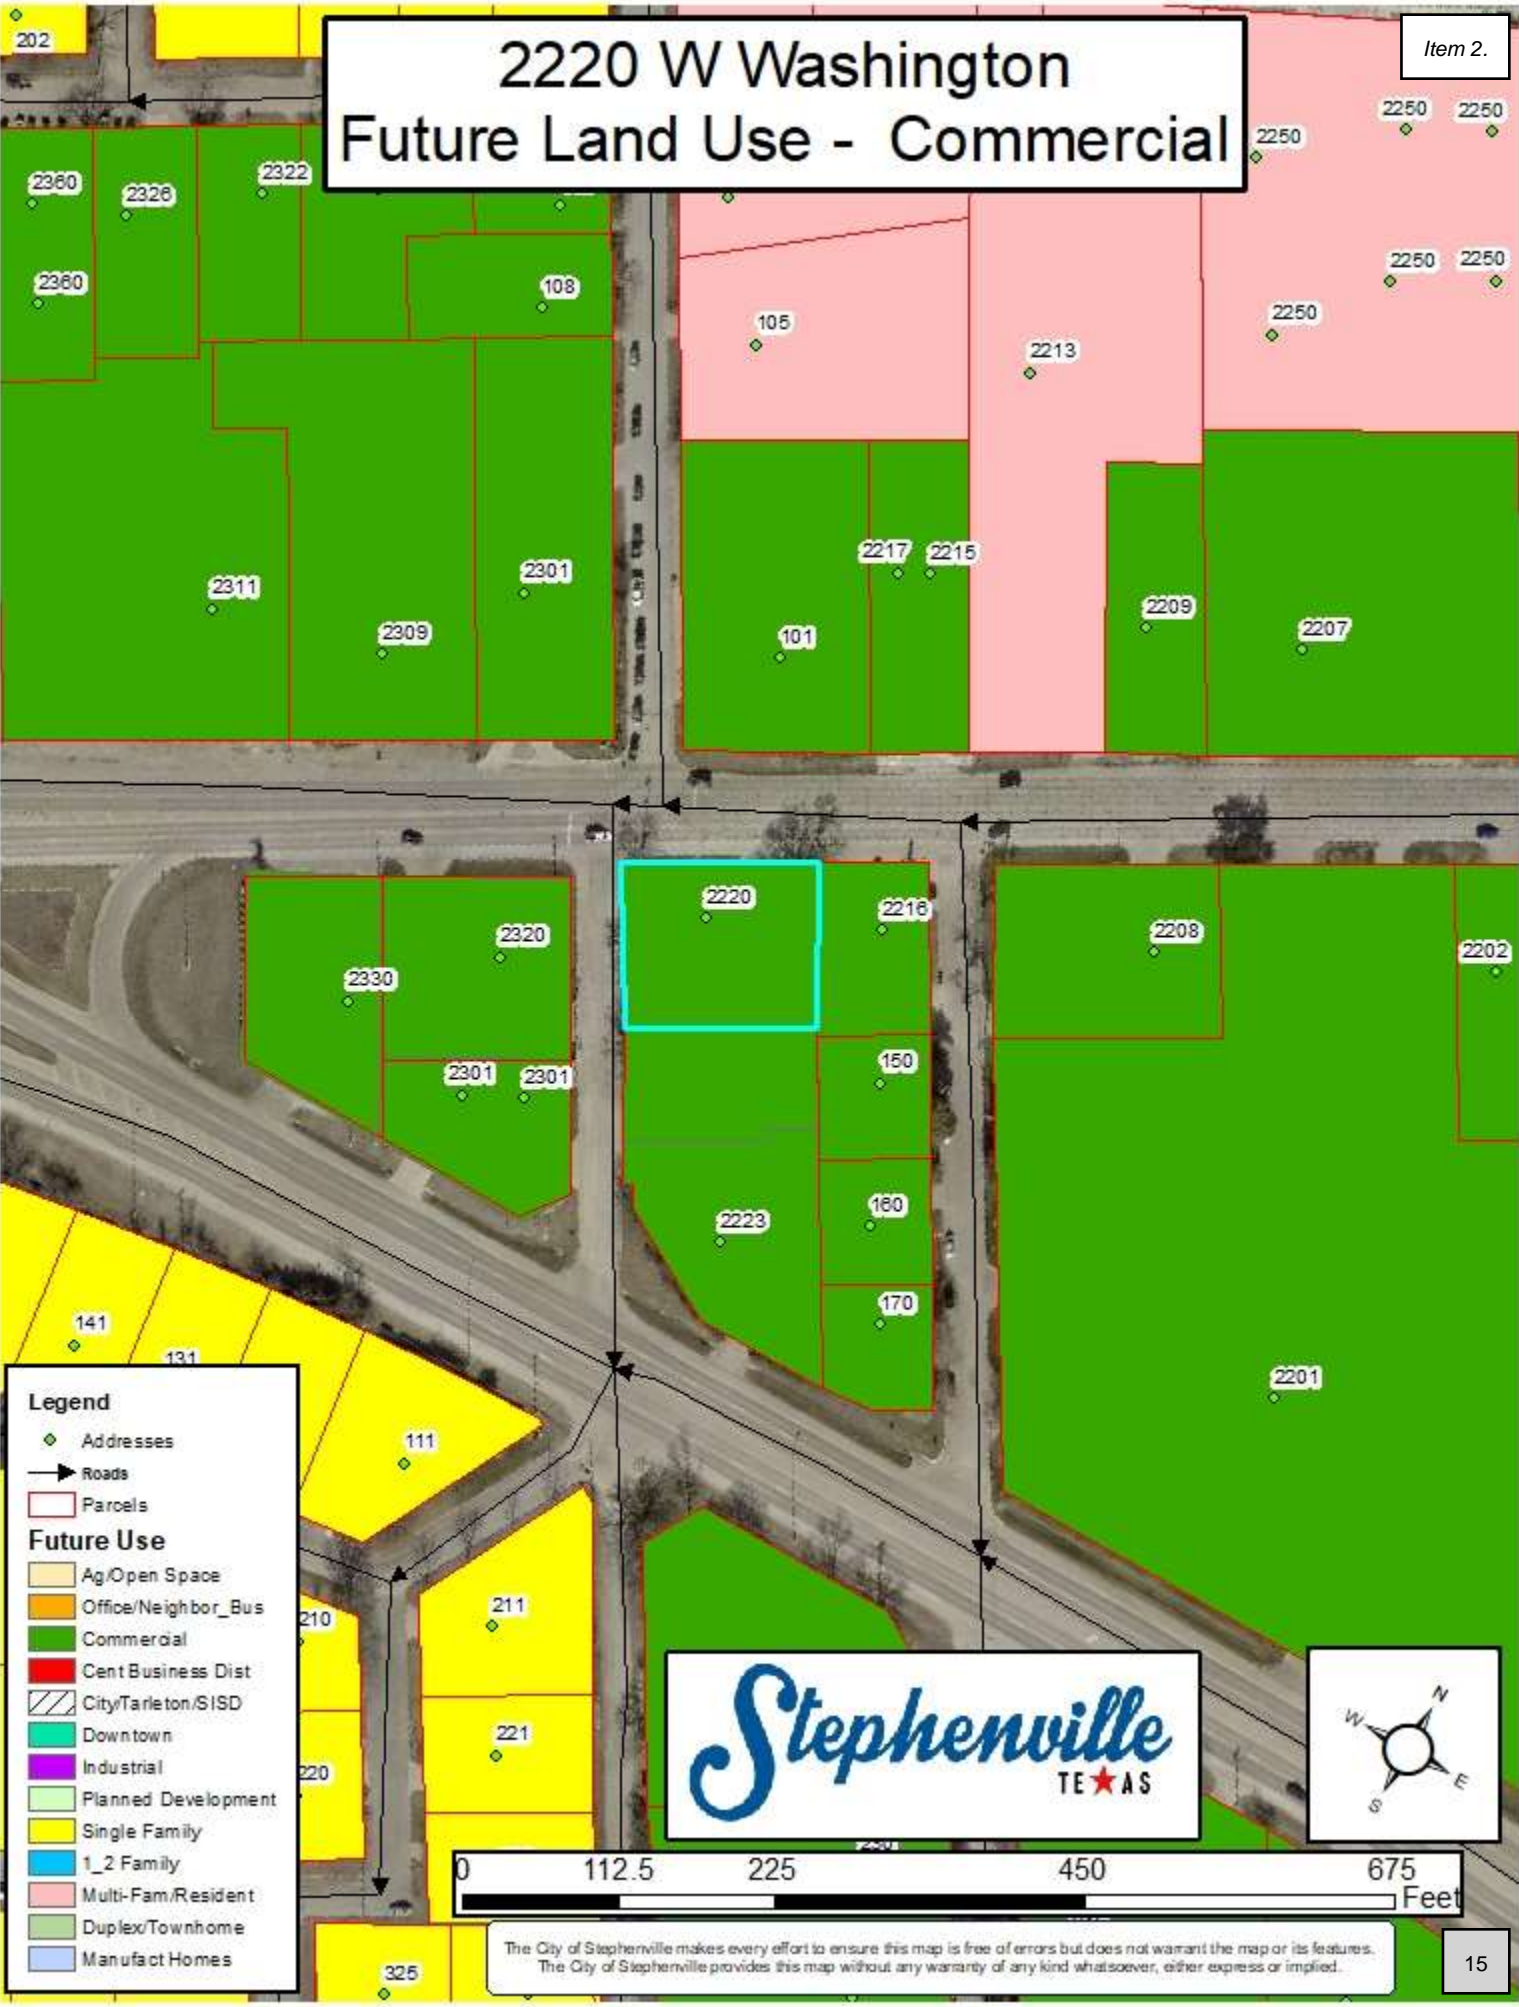 2220 W Washington
Future Land Use - Commercial
Item 2.
202
2360
2326
2322
2250
2250
2250
2360
108
105
2213
2250
2250
2250
2311
2309
2301
2217
2215
101
2209
2207
2220
2216
2208
2202
2320
2330
2301
2301
150
160
2223
170
2201
141
131
111
210
211
221
220
325
Legend
Addresses
Roads
Parcels
Future Use
Ag/Open Space
Office/Neighbor_Bus
Commercial
Cent Business Dist
City/Tarleton/SISD
Downtown
Industrial
Planned Development
Single Family
1_2 Family
Multi-Fam/Resident
Duplex/Townhome
Manufact Homes
Stephenville
TEXAS
N
W
E
S
0 112.5 225 450 675
Feet
The City of Stephenville makes every effort to ensure this map is free of errors but does not warrant the map or its features.
The City of Stephenville provides this map without any warranty of any kind whatsoever, either express or implied.
15